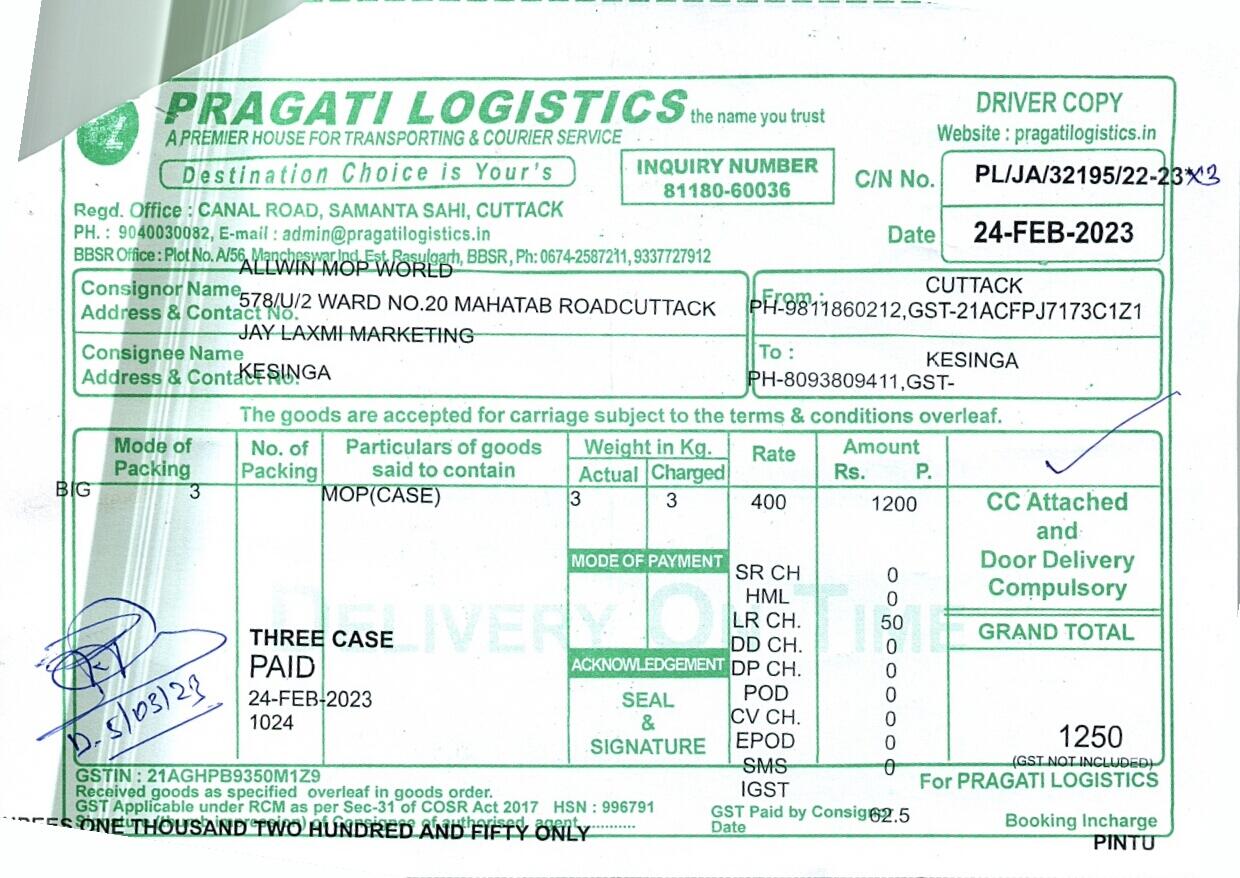 PRAGATI LOGISTICS the name you trust
A PREMIER HOUSE FOR TRANSPORTING & COURIER SERVICE
Destination Choice is Your's
INQUIRY NUMBER
81180-60036
DRIVER COPY
Website : pragatilogistics.in
C/N No. PL/JA/32195/22-23 x3
Date 24-FEB-2023
Regd. Office : CANAL ROAD, SAMANTA SAHI, CUTTACK
PH. : 9040030082, E-mail : admin@pragatilogistics.in
BBSR Office : Plot No. A/56, Mancheswar Ind. Est. Rasulgarh, BBSR, Ph: 0674-2587211, 9337727912
ALLWIN MOP WORLD
Consignor Name
Address & Contact No. 578/U/2 WARD NO.20 MAHATAB ROADCUTTACK
From : CUTTACK
PH-9811860212,GST-21ACFPJ7173C1Z1
JAY LAXMI MARKETING
Consignee Name
Address & Contact No. KESINGA
To : KESINGA
PH-8093809411,GST-
The goods are accepted for carriage subject to the terms & conditions overleaf.
Mode of Packing No. of Packing Particulars of goods said to contain Weight in Kg. Actual Charged Rate Amount Rs. P.
BIG 3 MOP(CASE) 3 3 400 1200
CC Attached
and
Door Delivery
Compulsory
MODE OF PAYMENT
SR CH 0
HML 0
LR CH. 50
DD CH. 0
DP CH. 0
POD 0
CV CH. 0
EPOD 0
SMS 0
IGST
GRAND TOTAL
1250
(GST NOT INCLUDED)
DELIVERY ON TIME
THREE CASE
PAID
24-FEB-2023
1024
ACKNOWLEDGEMENT
SEAL
&
SIGNATURE
D. 5/03/23
GSTIN : 21AGHPB9350M1Z9
Received goods as specified overleaf in goods order.
GST Applicable under RCM as per Sec-31 of COSR Act 2017 HSN : 996791
Signature (thumb impression) of Consignee of authorised, agent
ONE THOUSAND TWO HUNDRED AND FIFTY ONLY
GST Paid by Consignor 62.5
Date
For PRAGATI LOGISTICS
Booking Incharge
PINTU